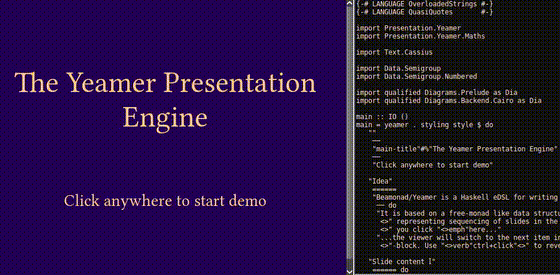 The Yeamer Presentation
Engine
Click anywhere to start demo
{-# LANGUAGE OverloadedStrings #-}
{-# LANGUAGE QuasiQuotes       #-}
import Presentation.Yeamer
import Presentation.Yeamer.Maths
import Text.Cassius
import Data.Semigroup
import Data.Semigroup.Numbered
import qualified Diagrams.Prelude as Dia
import qualified Diagrams.Backend.Cairo as Dia
main :: IO ()
main = yeamer . styling style $ do
""
──
"main-title"#%"The Yeamer Presentation Engine"
──
"Click anywhere to start demo"
"Idea"
======
"Beamonad/Yeamer is a Haskell eDSL for writing
── do
"It is based on a free-monad like data structu
<>" representing sequencing of slides in the
<>" you click "<>emph"here..."
"...the viewer will switch to the next item in
<>"-block. Use "<>verb"ctrl+click"<>" to reve
"Slide content I"
====== do